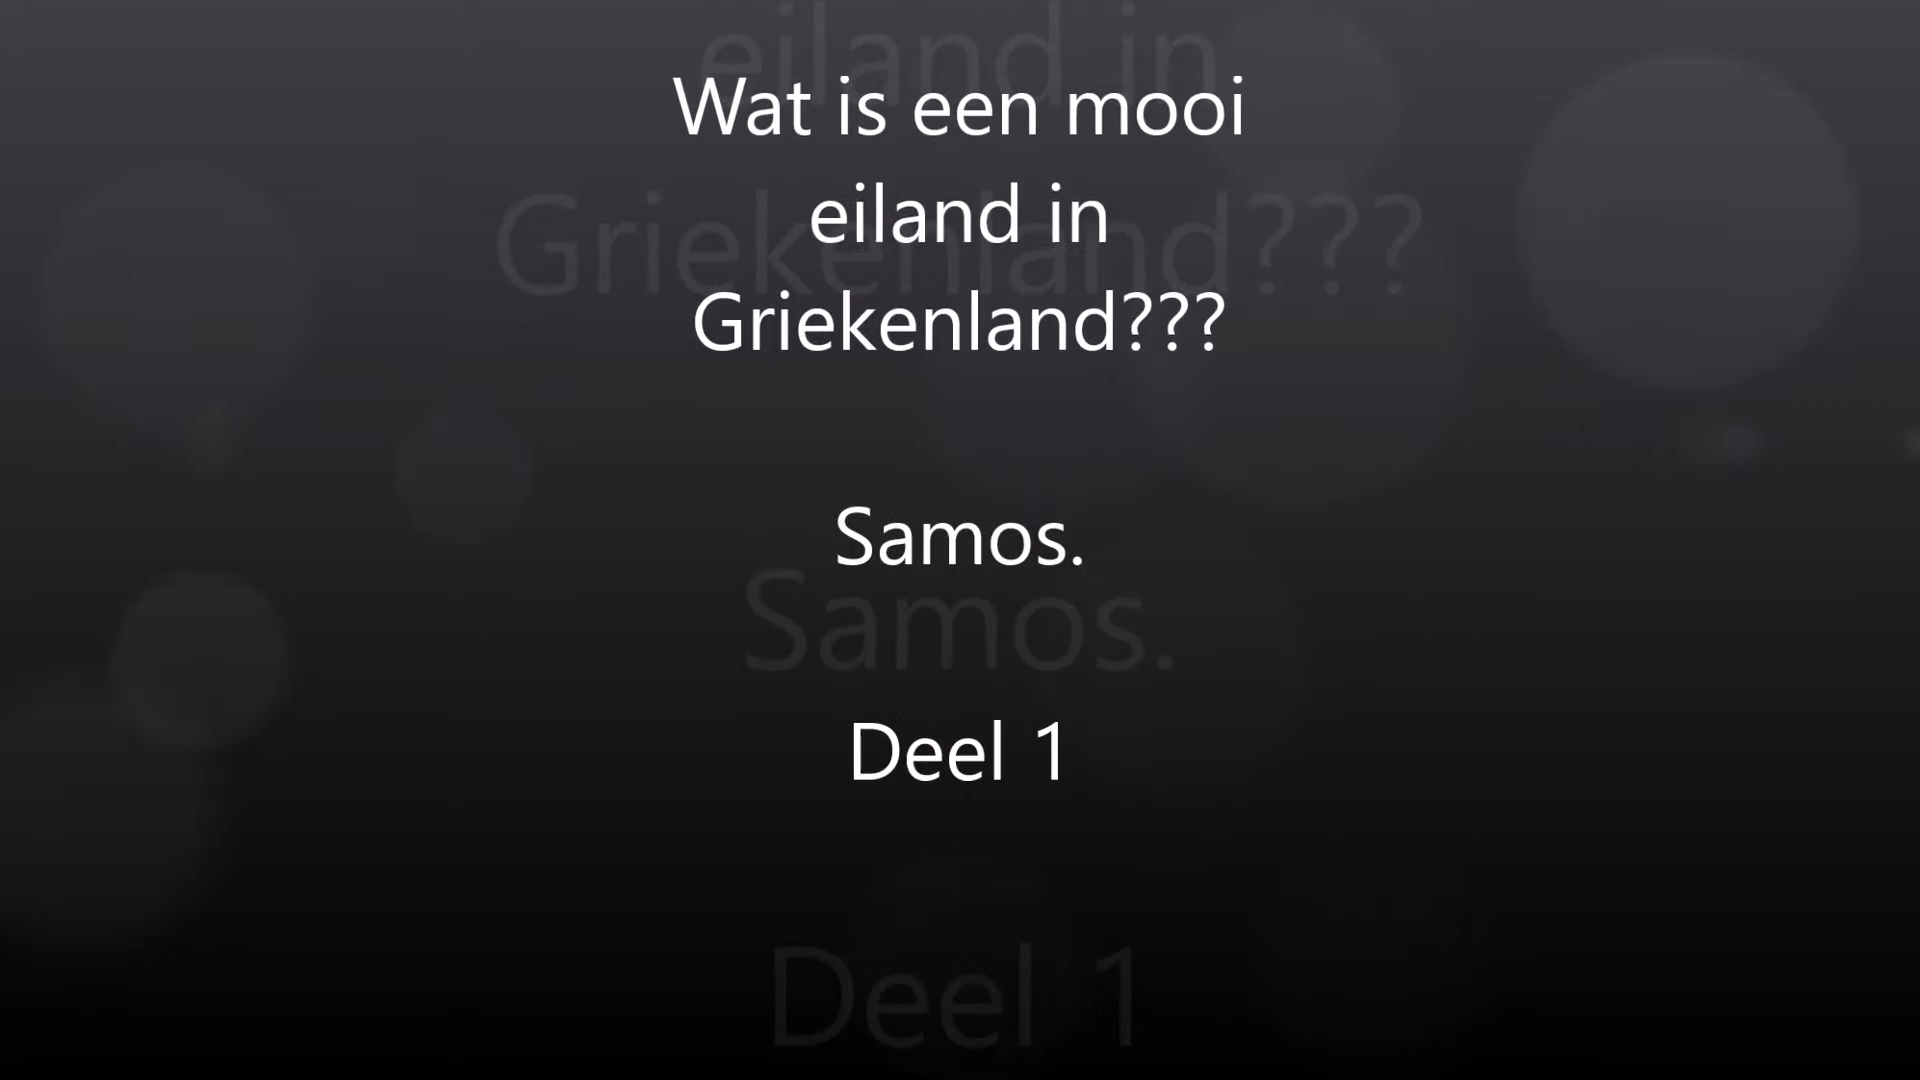 Wat is een mooi
eiland in
Griekenland???
Samos.
Deel 1